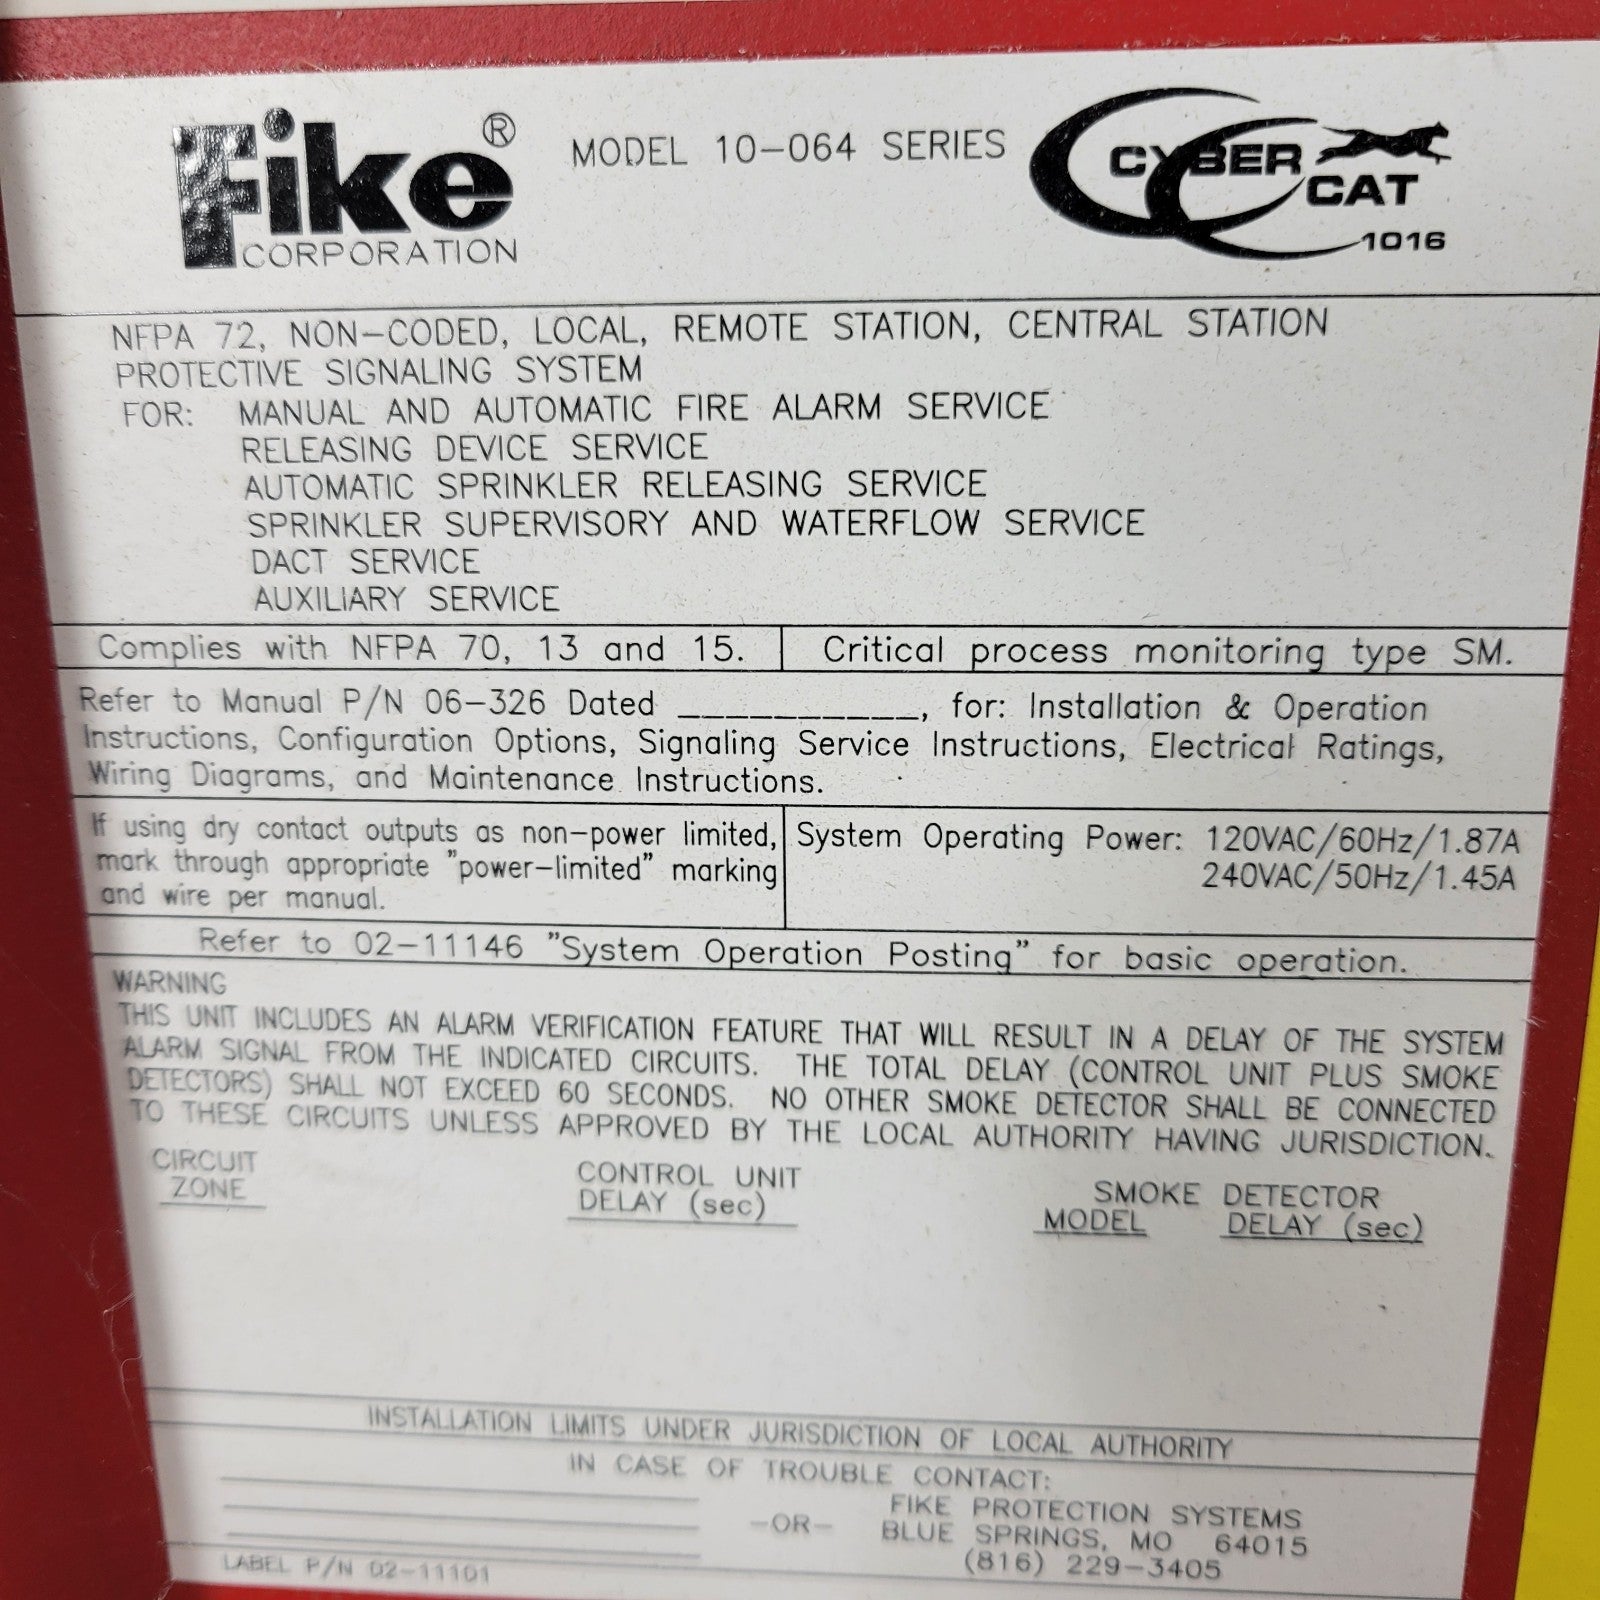 Fike®
CORPORATION
MODEL 10-064 SERIES
CYBER
CAT
1016
NFPA 72, NON-CODED, LOCAL, REMOTE STATION, CENTRAL STATION
PROTECTIVE SIGNALING SYSTEM
FOR: MANUAL AND AUTOMATIC FIRE ALARM SERVICE
RELEASING DEVICE SERVICE
AUTOMATIC SPRINKLER RELEASING SERVICE
SPRINKLER SUPERVISORY AND WATERFLOW SERVICE
DACT SERVICE
AUXILIARY SERVICE
Complies with NFPA 70, 13 and 15.
Critical process monitoring type SM.
Refer to Manual P/N 06-326 Dated __________, for: Installation & Operation
Instructions, Configuration Options, Signaling Service Instructions, Electrical Ratings,
Wiring Diagrams, and Maintenance Instructions.
If using dry contact outputs as non-power limited,
mark through appropriate "power-limited" marking
and wire per manual.
System Operating Power: 120VAC/60Hz/1.87A
240VAC/50Hz/1.45A
Refer to 02-11146 "System Operation Posting" for basic operation.
WARNING
THIS UNIT INCLUDES AN ALARM VERIFICATION FEATURE THAT WILL RESULT IN A DELAY OF THE SYSTEM
ALARM SIGNAL FROM THE INDICATED CIRCUITS. THE TOTAL DELAY (CONTROL UNIT PLUS SMOKE
DETECTORS) SHALL NOT EXCEED 60 SECONDS. NO OTHER SMOKE DETECTOR SHALL BE CONNECTED
TO THESE CIRCUITS UNLESS APPROVED BY THE LOCAL AUTHORITY HAVING JURISDICTION.
CIRCUIT
ZONE
CONTROL UNIT
DELAY (sec)
SMOKE DETECTOR
MODEL DELAY (sec)
INSTALLATION LIMITS UNDER JURISDICTION OF LOCAL AUTHORITY
IN CASE OF TROUBLE CONTACT:
-OR-
FIKE PROTECTION SYSTEMS
BLUE SPRINGS, MO 64015
(816) 229-3405
LABEL P/N 02-11101